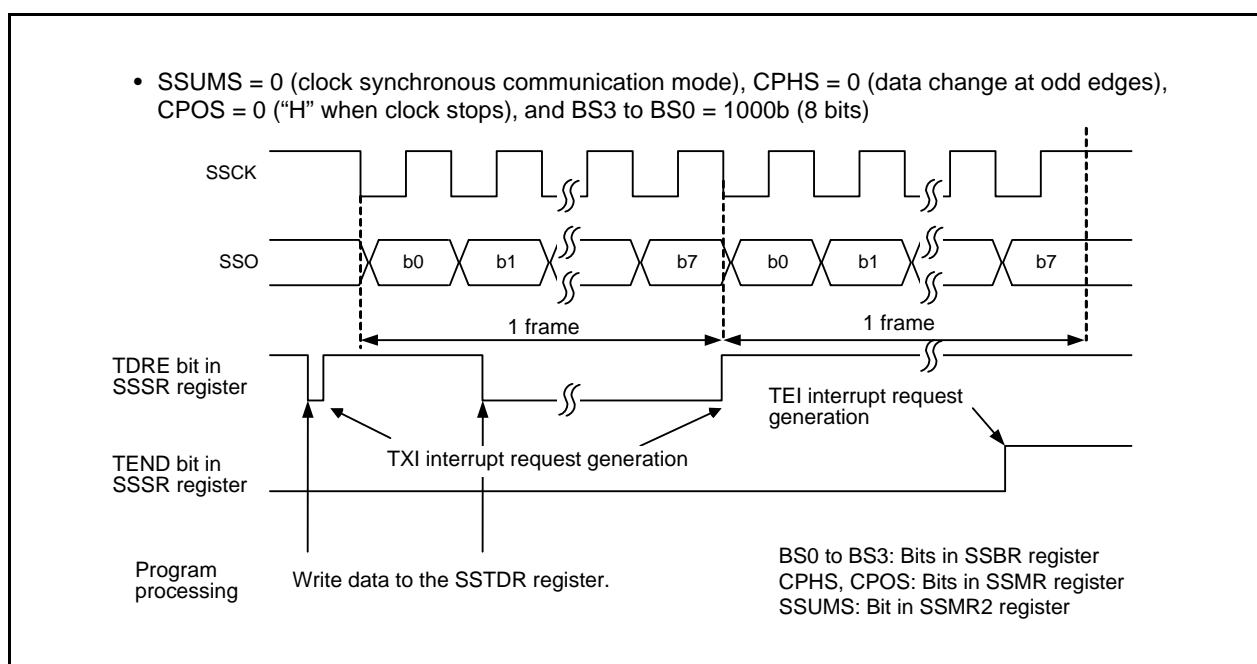 • SSUMS = 0 (clock synchronous communication mode), CPHS = 0 (data change at odd edges),
CPOS = 0 (“H” when clock stops), and BS3 to BS0 = 1000b (8 bits)
SSCK
SSO
b0
b1
b7
b0
b1
b7
1 frame
1 frame
TDRE bit in
SSSR register
TEI interrupt request
generation
TXI interrupt request generation
TEND bit in
SSSR register
Program
processing
Write data to the SSTDR register.
BS0 to BS3: Bits in SSBR register
CPHS, CPOS: Bits in SSMR register
SSUMS: Bit in SSMR2 register